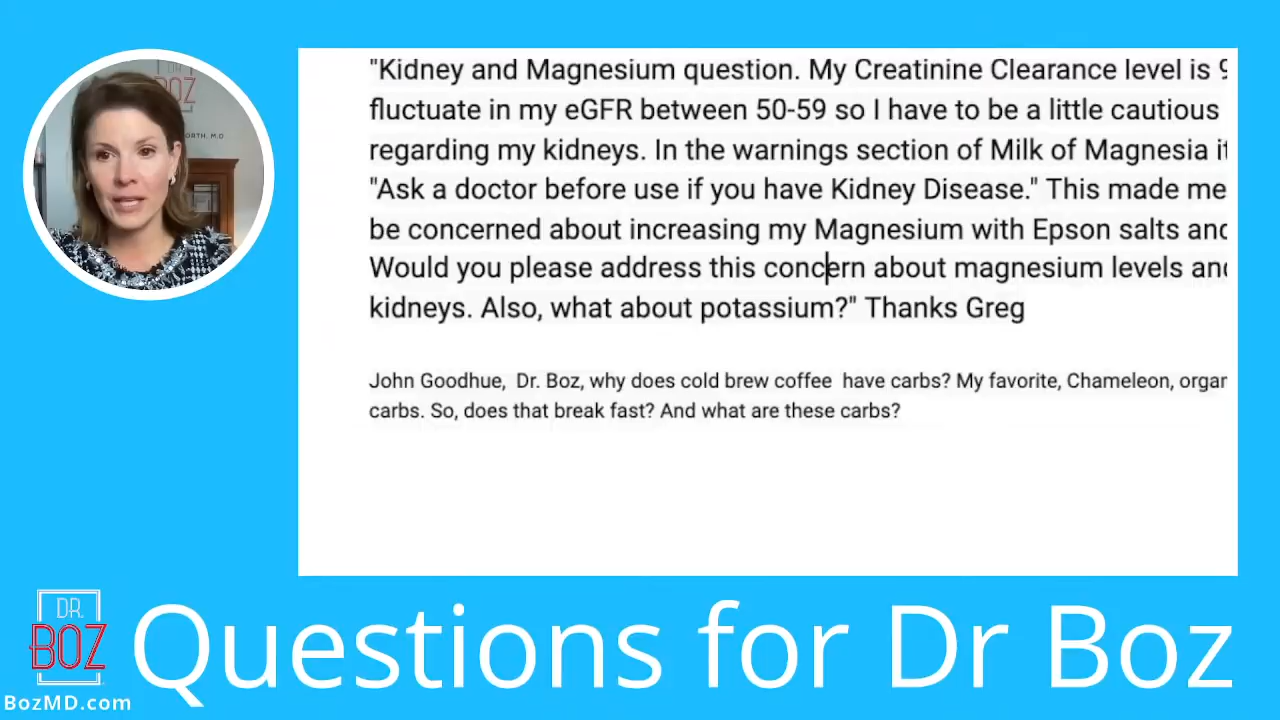 DR
BOZ
ORTH, M.D
"Kidney and Magnesium question. My Creatinine Clearance level is 9
fluctuate in my eGFR between 50-59 so I have to be a little cautious
regarding my kidneys. In the warnings section of Milk of Magnesia it
"Ask a doctor before use if you have Kidney Disease." This made me
be concerned about increasing my Magnesium with Epson salts and
Would you please address this concern about magnesium levels and
kidneys. Also, what about potassium?" Thanks Greg
John Goodhue, Dr. Boz, why does cold brew coffee have carbs? My favorite, Chameleon, organ
carbs. So, does that break fast? And what are these carbs?
DR.
BOZ
BozMD.com
Questions for Dr Boz